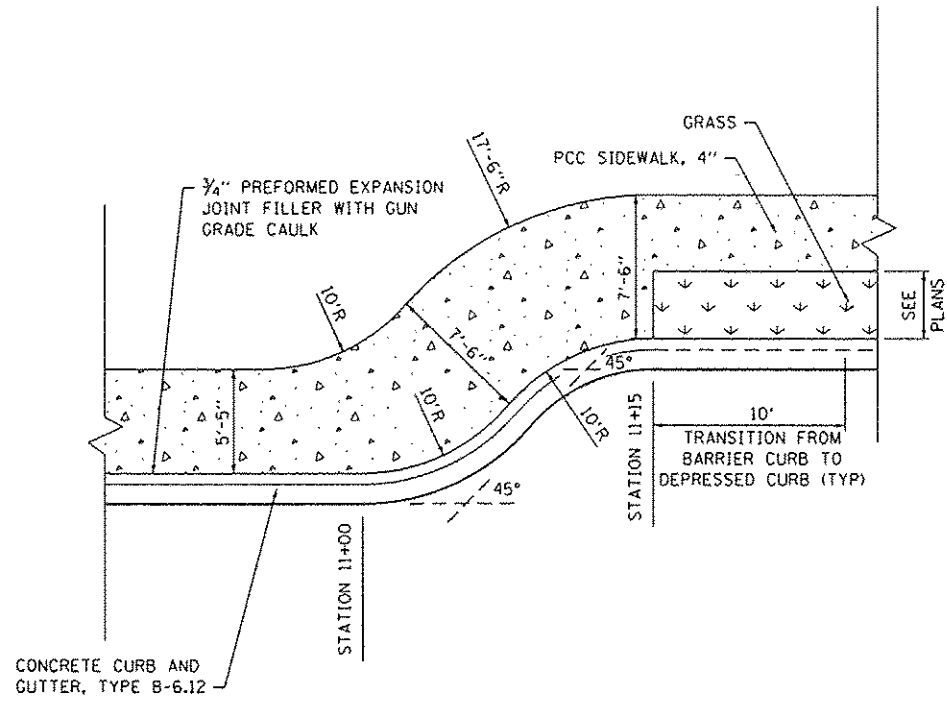 GRASS
PCC SIDEWALK, 4"
17'-6"R
3/4" PREFORMED EXPANSION
JOINT FILLER WITH GUN
GRADE CAULK
10'R
7'-6"
7'-6"
SEE
PLANS
5'-5"
10'R
10'R
45°
10'
TRANSITION FROM
BARRIER CURB TO
DEPRESSED CURB (TYP)
45°
STATION 11+15
STATION 11+00
CONCRETE CURB AND
GUTTER, TYPE B-6.12